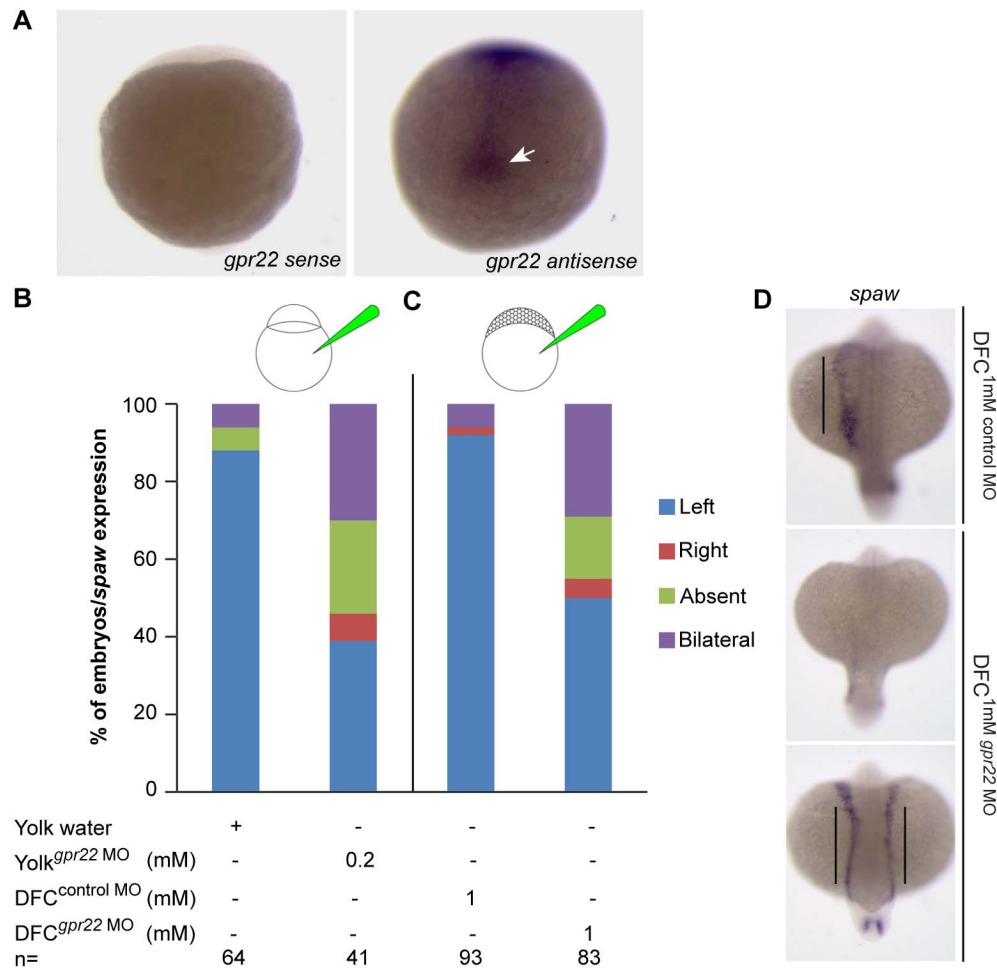 A
gpr22 sense
gpr22 antisense
B
C
D
spaw
% of embryos/spaw expression
100
80
60
40
20
0
Left
Right
Absent
Bilateral
DFC1mM control MO
DFC1mM gpr22 MO
Yolk water + - - -
Yolkgpr22 MO (mM) - 0.2 - -
DFCcontrol MO (mM) - - 1 -
DFCgpr22 MO (mM) - - - 1
n= 64 41 93 83